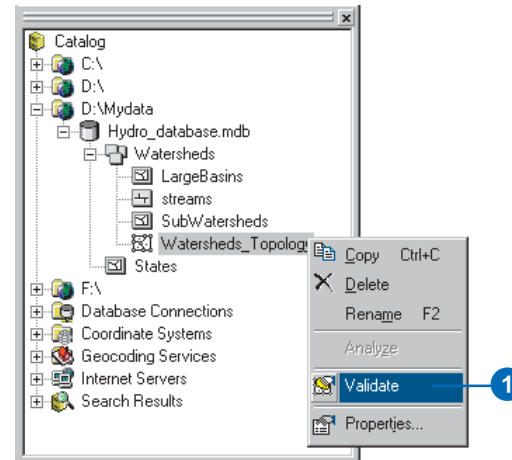 Catalog
C:\
D:\
D:\Mydata
Hydro_database.mdb
Watersheds
LargeBasins
streams
SubWatersheds
Watersheds_Topology
States
F:\
Database Connections
Coordinate Systems
Geocoding Services
Internet Servers
Search Results
Copy Ctrl+C
Delete
Rename F2
Analyze
Validate
1
Properties...